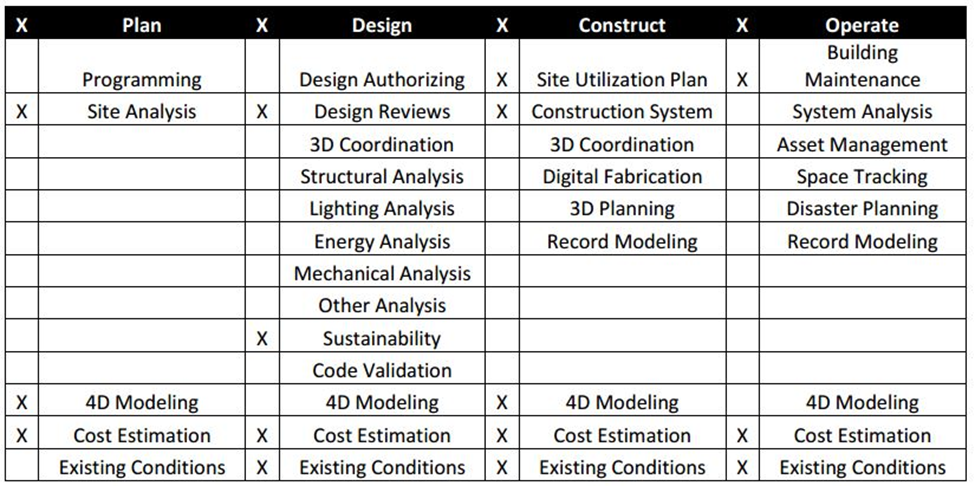 X Plan X Design X Construct X Operate
Programming Design Authorizing X Site Utilization Plan X Building Maintenance
X Site Analysis X Design Reviews X Construction System System Analysis
3D Coordination 3D Coordination Asset Management
Structural Analysis Digital Fabrication Space Tracking
Lighting Analysis 3D Planning Disaster Planning
Energy Analysis Record Modeling Record Modeling
Mechanical Analysis
Other Analysis
X Sustainability
Code Validation
X 4D Modeling 4D Modeling X 4D Modeling 4D Modeling
X Cost Estimation X Cost Estimation X Cost Estimation X Cost Estimation
Existing Conditions X Existing Conditions X Existing Conditions X Existing Conditions